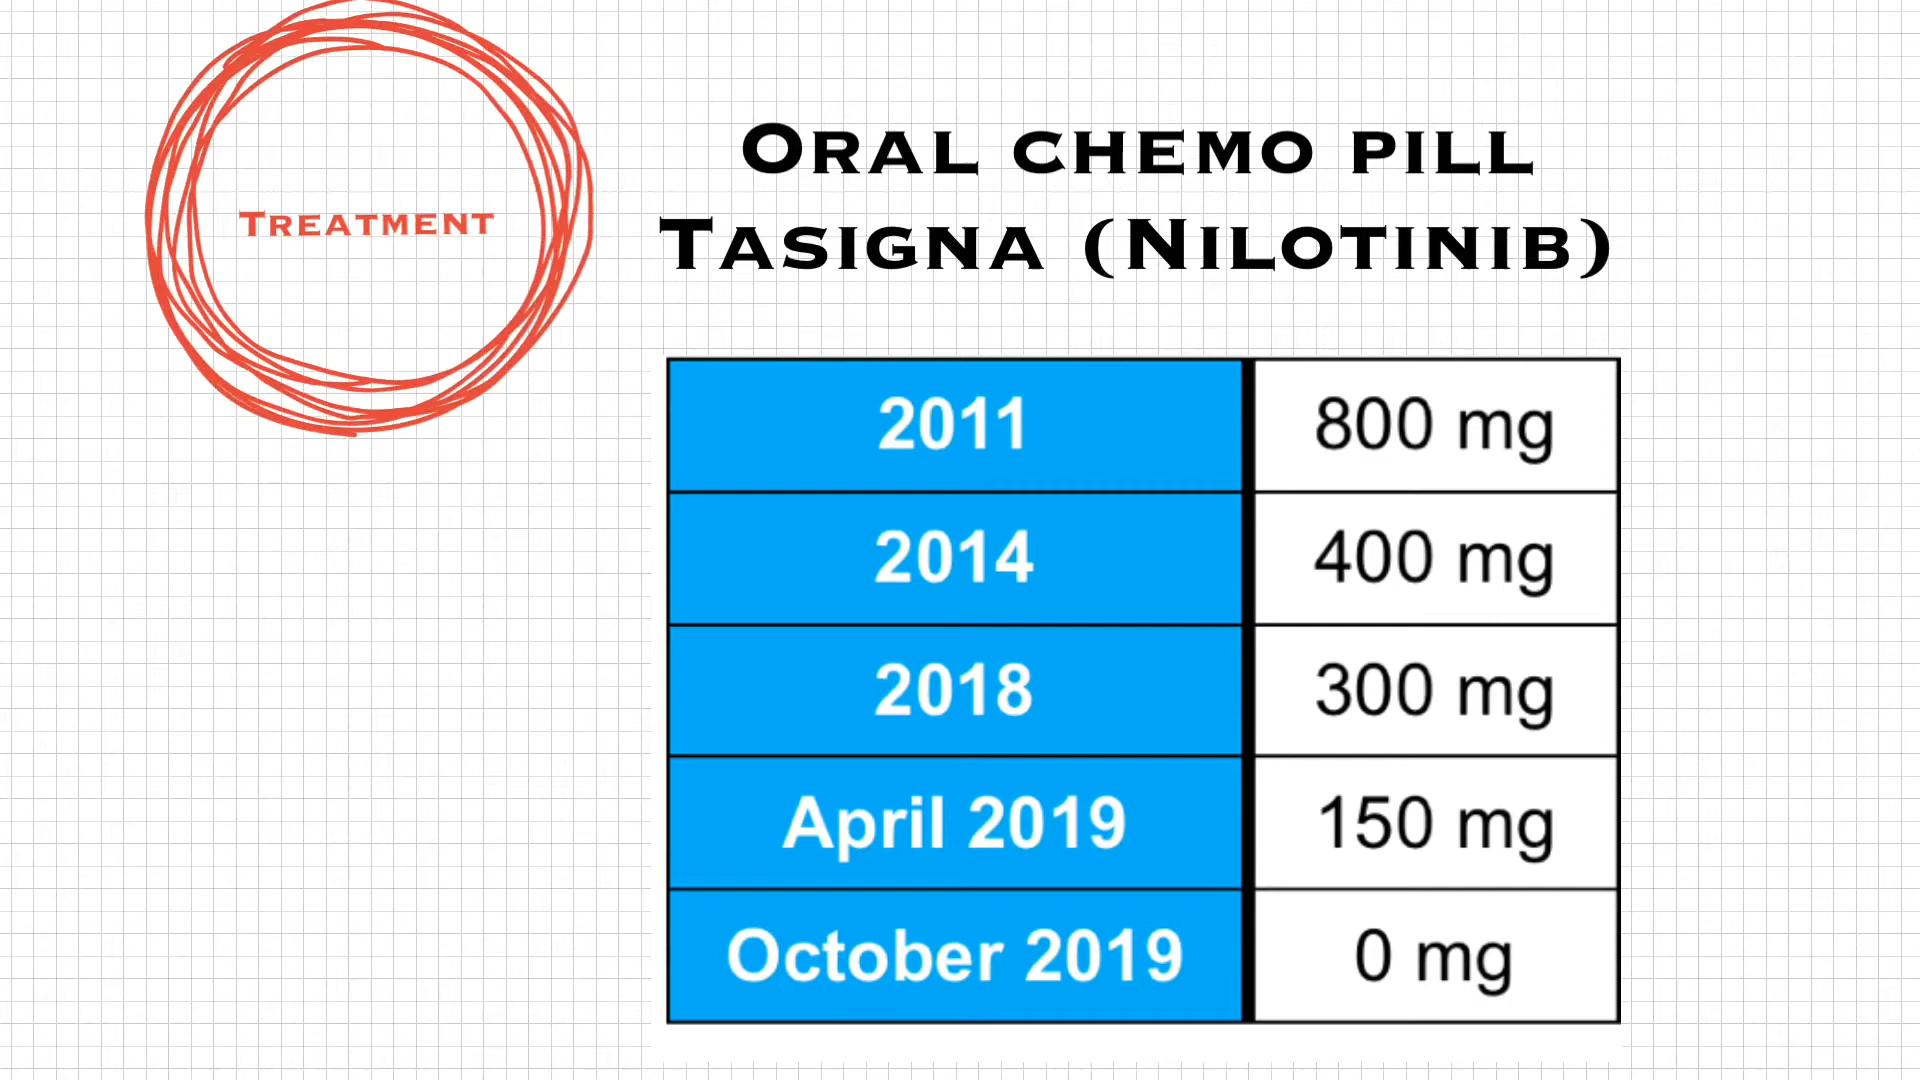 Treatment
Oral chemo pill
Tasigna (Nilotinib)
2011 800 mg
2014 400 mg
2018 300 mg
April 2019 150 mg
October 2019 0 mg